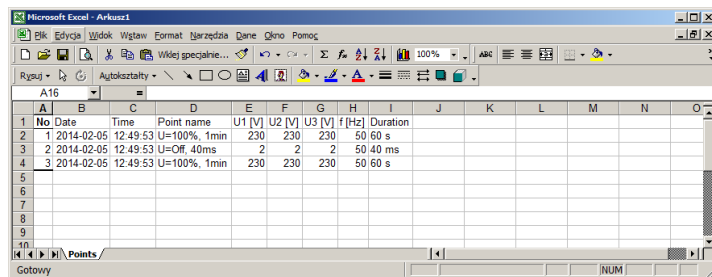 Microsoft Excel - Arkusz1
Plik Edycja Widok Wstaw Format Narzędzia Dane Okno Pomoc
Wklej specjalnie... Σ fx 100% ABC
Rysuj Autokształty A
A16 =
A B C D E F G H I J K L M N O
1 No Date Time Point name U1 [V] U2 [V] U3 [V] f [Hz] Duration
2 1 2014-02-05 12:49:53 U=100%, 1min 230 230 230 50 60 s
3 2 2014-02-05 12:49:53 U=Off, 40ms 2 2 2 50 40 ms
4 3 2014-02-05 12:49:53 U=100%, 1min 230 230 230 50 60 s
5
6
7
8
9
10
Points
Gotowy NUM